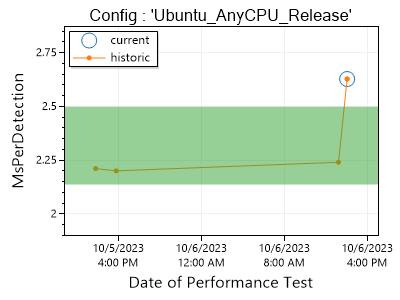 Config : 'Ubuntu_AnyCPU_Release'
current
historic
MsPerDetection
2.75
2.5
2.25
2
10/5/2023
4:00 PM
10/6/2023
12:00 AM
10/6/2023
8:00 AM
10/6/2023
4:00 PM
Date of Performance Test